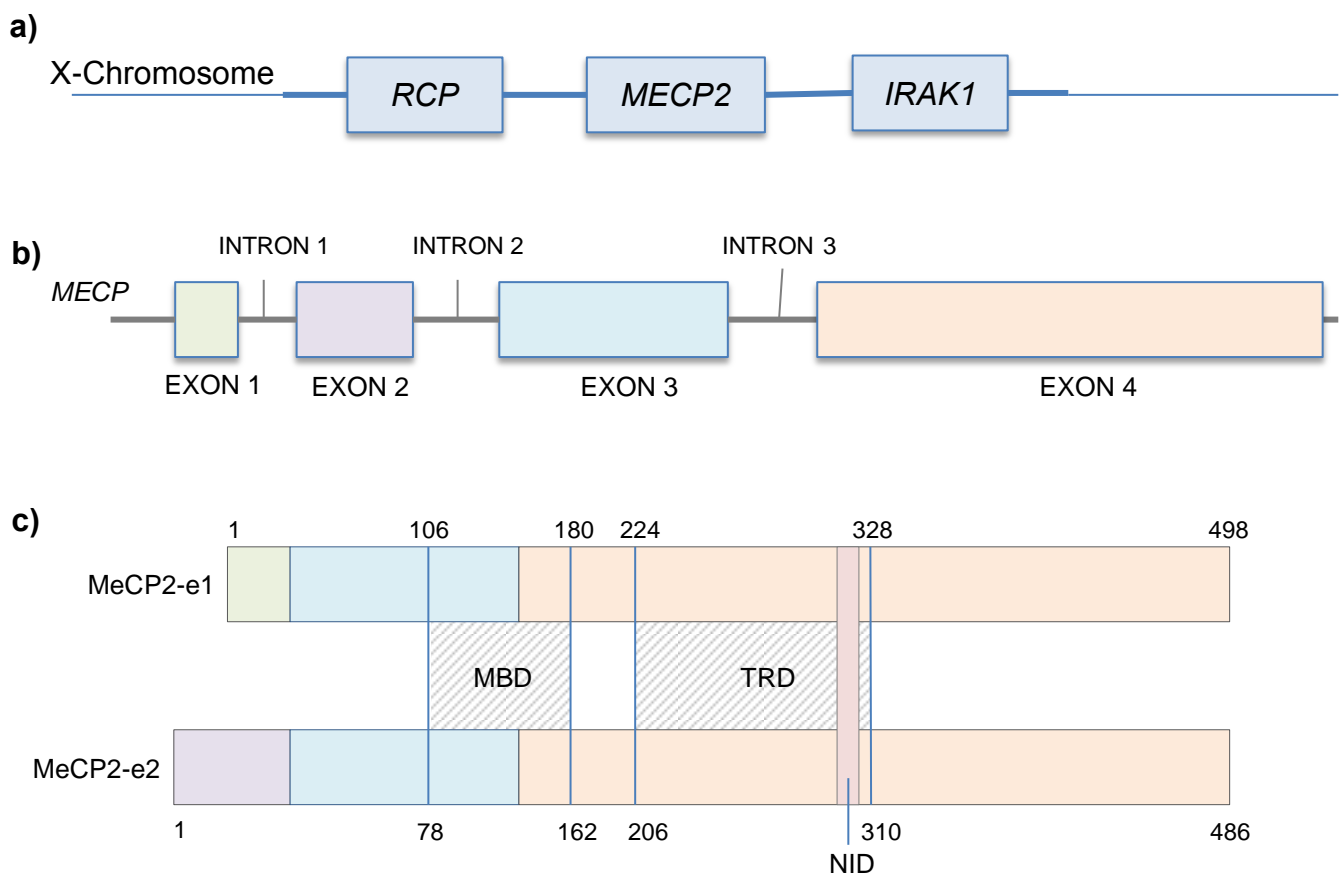 a)
X-Chromosome
RCP MECP2 IRAK1
b)
INTRON 1 INTRON 2 INTRON 3
MECP
EXON 1 EXON 2 EXON 3 EXON 4
c)
1 106 180 224 328 498
MeCP2-e1
MBD TRD
MeCP2-e2
1 78 162 206 310 486
NID